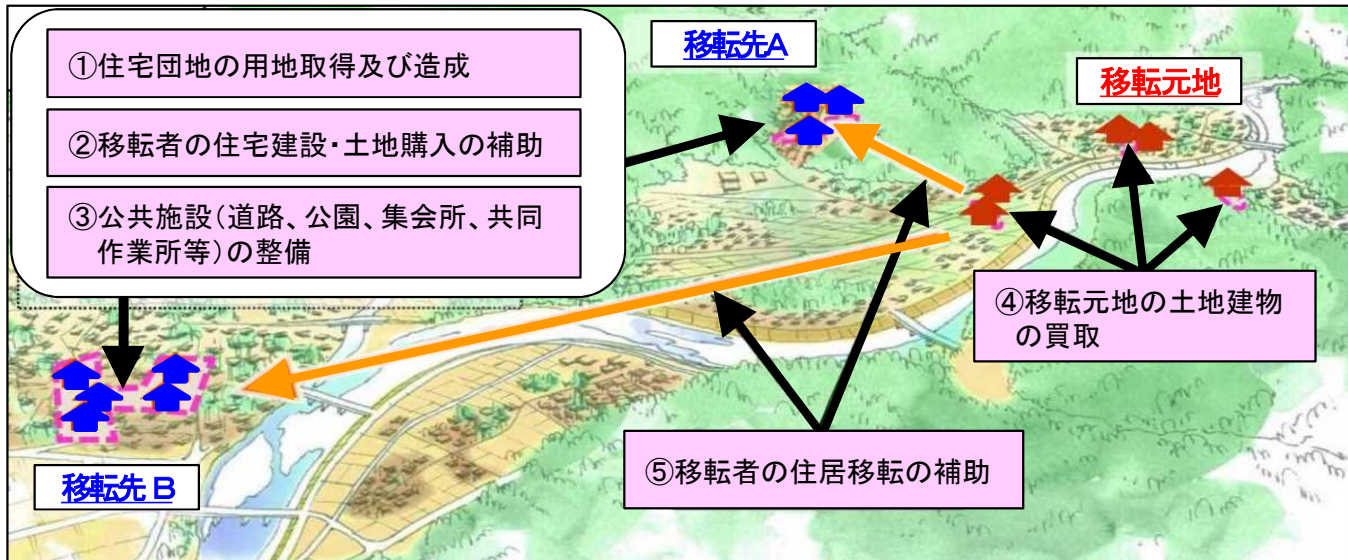 ①住宅団地の用地取得及び造成
②移転者の住宅建設・土地購入の補助
③公共施設(道路、公園、集会所、共同
作業所等)の整備
移転先A
移転元地
④移転元地の土地建物
の買取
⑤移転者の住居移転の補助
移転先B